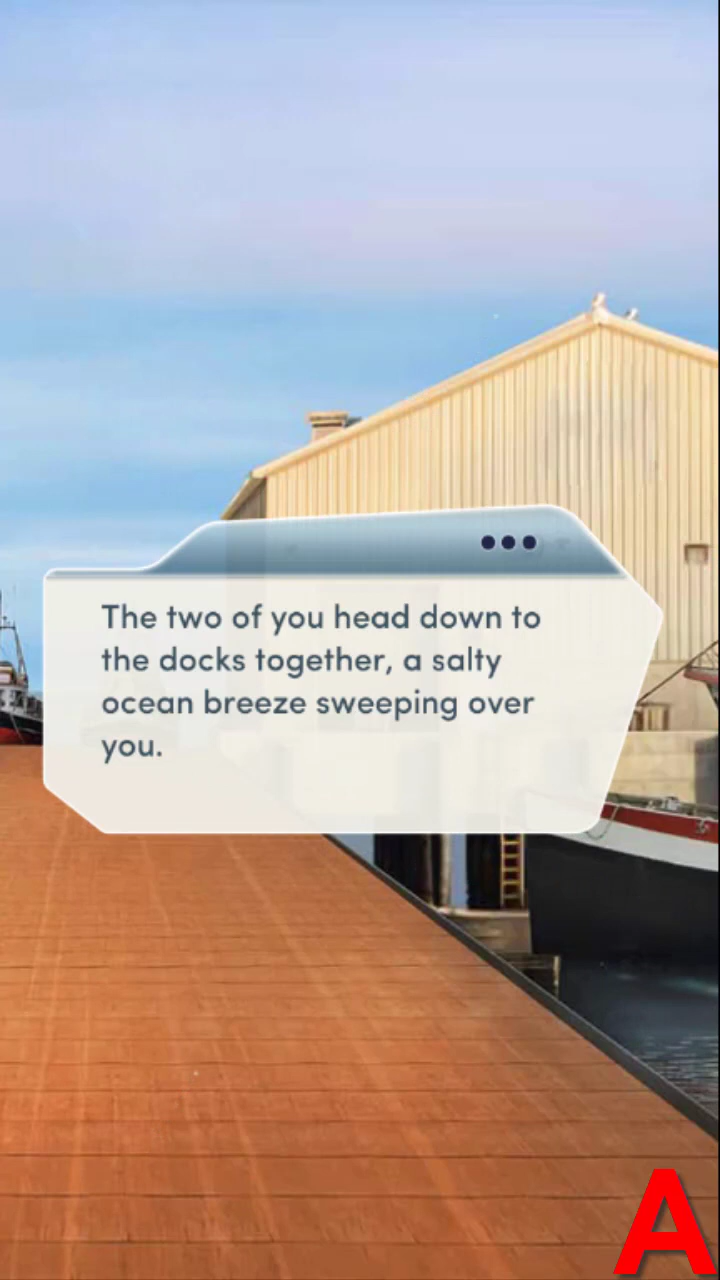 The two of you head down to
the docks together, a salty
ocean breeze sweeping over
you.
A